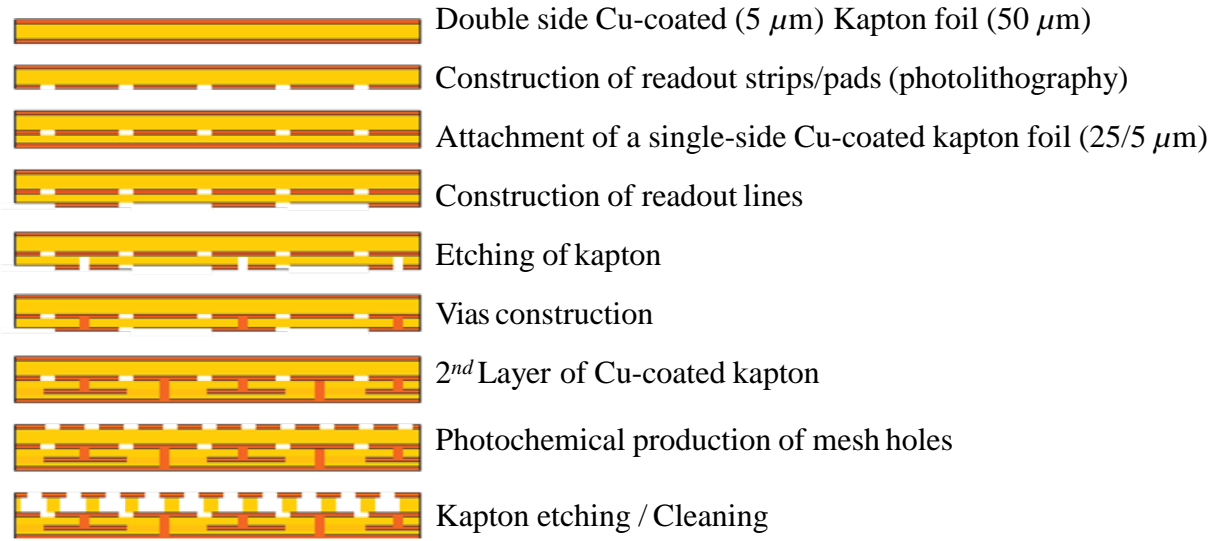 Double side Cu-coated (5 μm) Kapton foil (50 μm)
Construction of readout strips/pads (photolithography)
Attachment of a single-side Cu-coated kapton foil (25/5 μm)
Construction of readout lines
Etching of kapton
Vias construction
2nd Layer of Cu-coated kapton
Photochemical production of mesh holes
Kapton etching / Cleaning